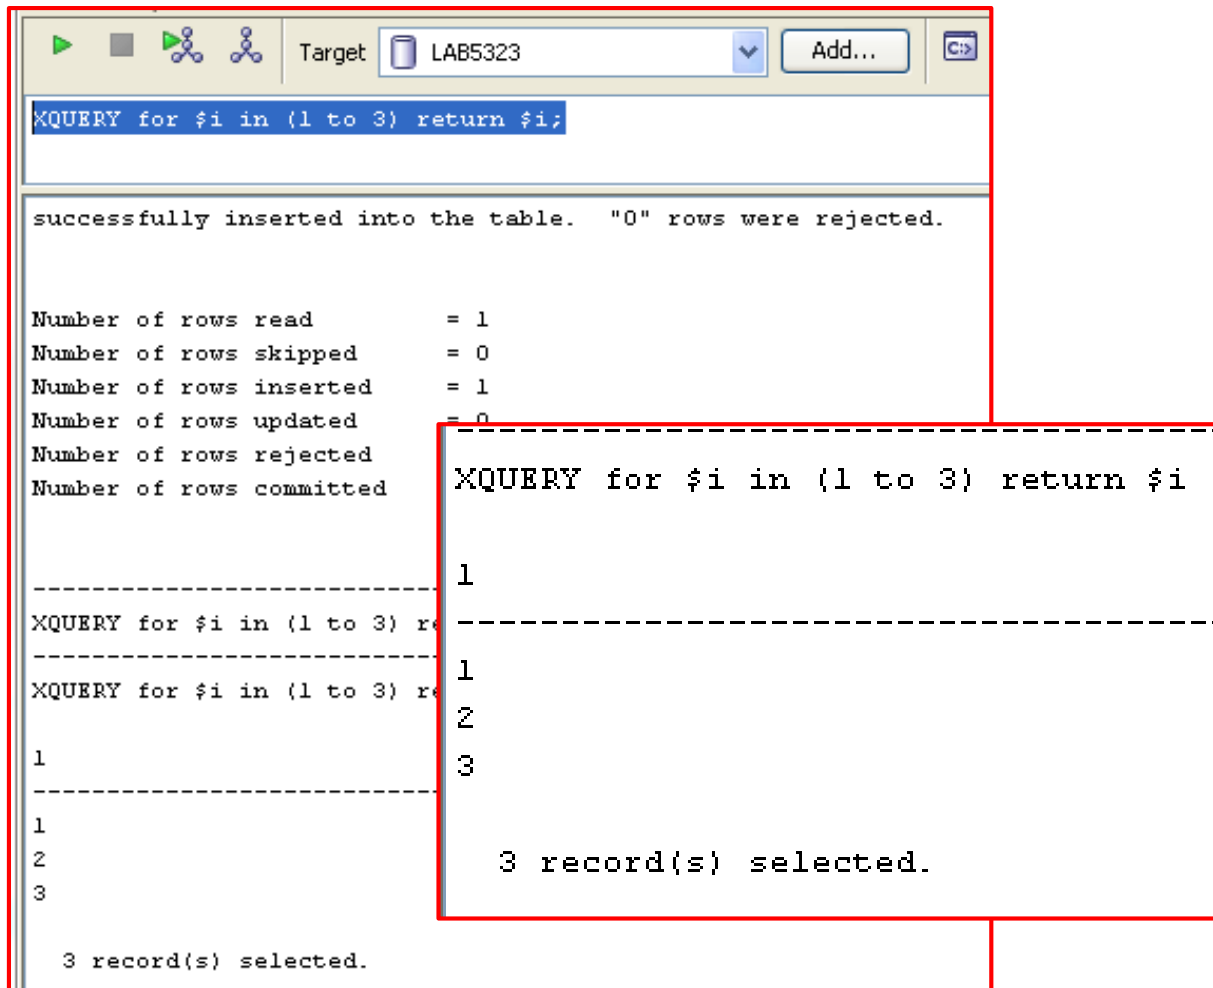 Target LAB5323 Add... C:\>
XQUERY for $i in (1 to 3) return $i;
successfully inserted into the table. "0" rows were rejected.
Number of rows read = 1
Number of rows skipped = 0
Number of rows inserted = 1
Number of rows updated = 0
Number of rows rejected
Number of rows committed
----------------------------
XQUERY for $i in (1 to 3) re
----------------------------
XQUERY for $i in (1 to 3) re
1
----------------------------
1
2
3
3 record(s) selected.
------------------------------------
XQUERY for $i in (1 to 3) return $i
1
------------------------------------
1
2
3
3 record(s) selected.